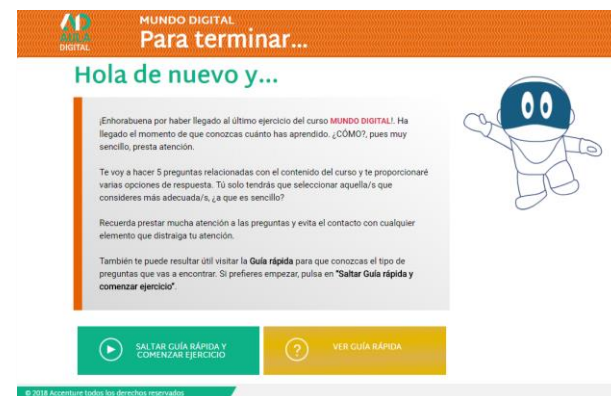 AULA
DIGITAL
MUNDO DIGITAL
Para terminar...
Hola de nuevo y...
¡Enhorabuena por haber llegado al último ejercicio del curso MUNDO DIGITAL!. Ha
llegado el momento de que conozcas cuánto has aprendido. ¿CÓMO?, pues muy
sencillo, presta atención.
Te voy a hacer 5 preguntas relacionadas con el contenido del curso y te proporcionaré
varias opciones de respuesta. Tú solo tendrás que seleccionar aquella/s que
consideres más adecuada/s, ¿a que es sencillo?
Recuerda prestar mucha atención a las preguntas y evita el contacto con cualquier
elemento que distraiga tu atención.
También te puede resultar útil visitar la Guía rápida para que conozcas el tipo de
preguntas que vas a encontrar. Si prefieres empezar, pulsa en "Saltar Guía rápida y
comenzar ejercicio".
SALTAR GUÍA RÁPIDA Y
COMENZAR EJERCICIO
? VER GUÍA RÁPIDA
© 2018 Accenture todos los derechos reservados